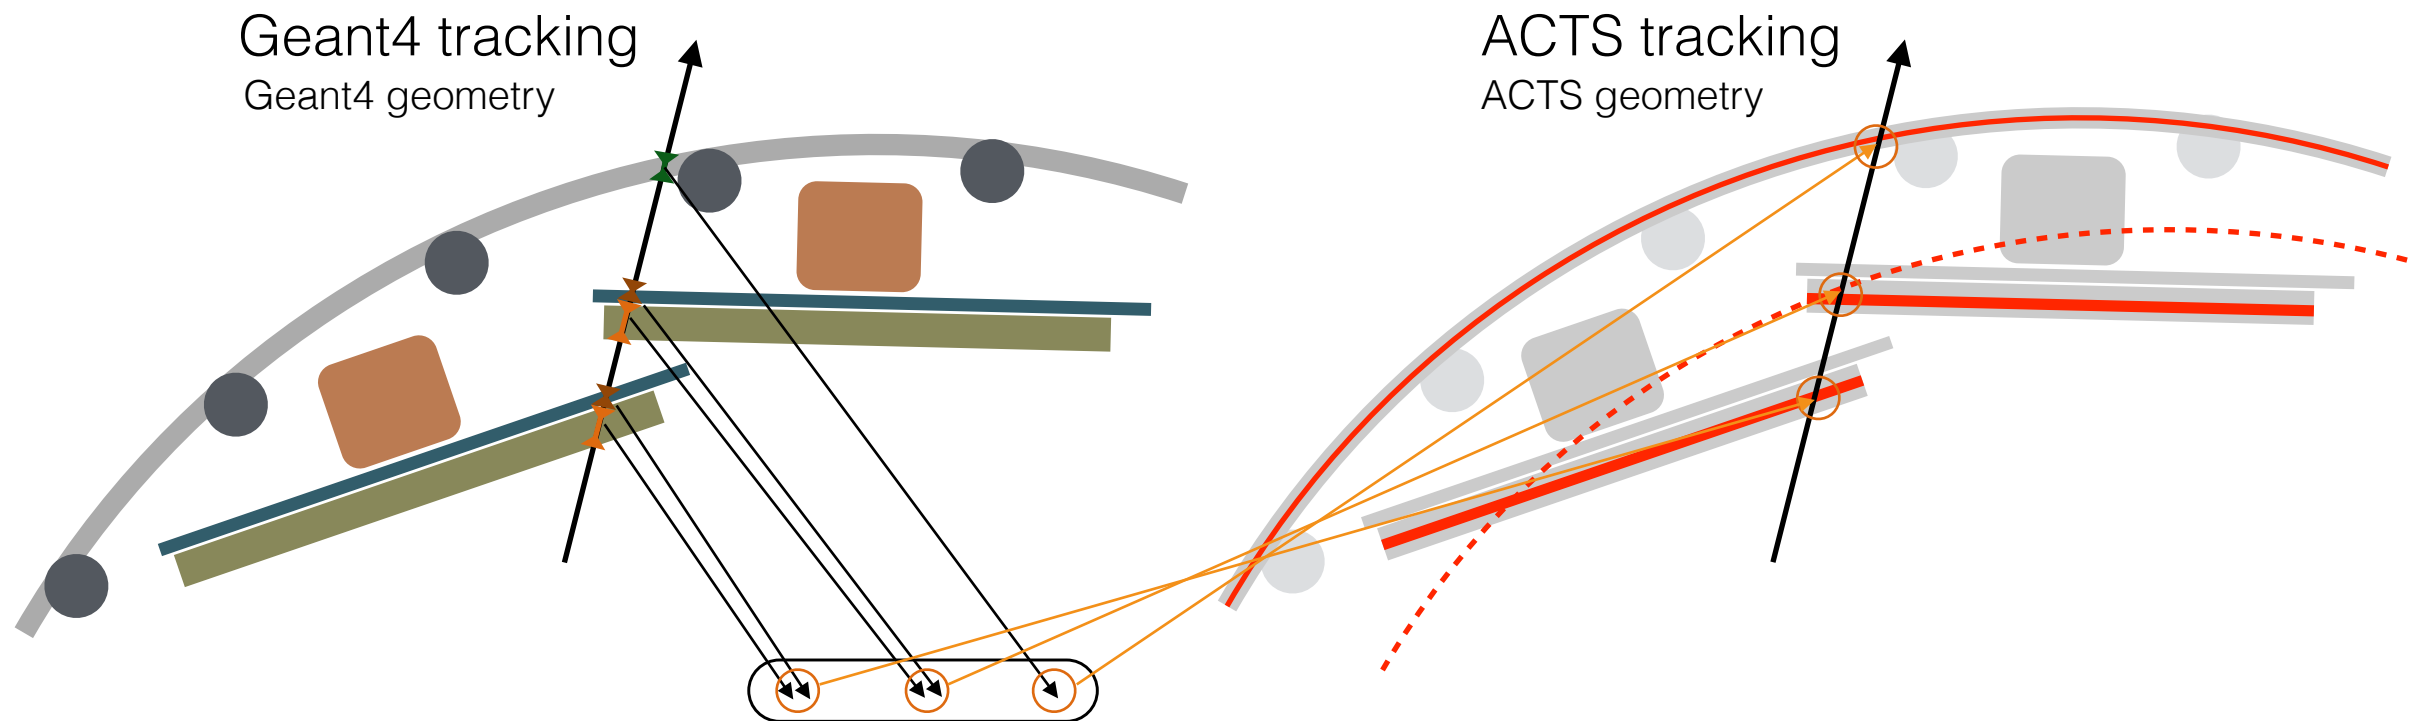 Geant4 tracking
Geant4 geometry
ACTS tracking
ACTS geometry